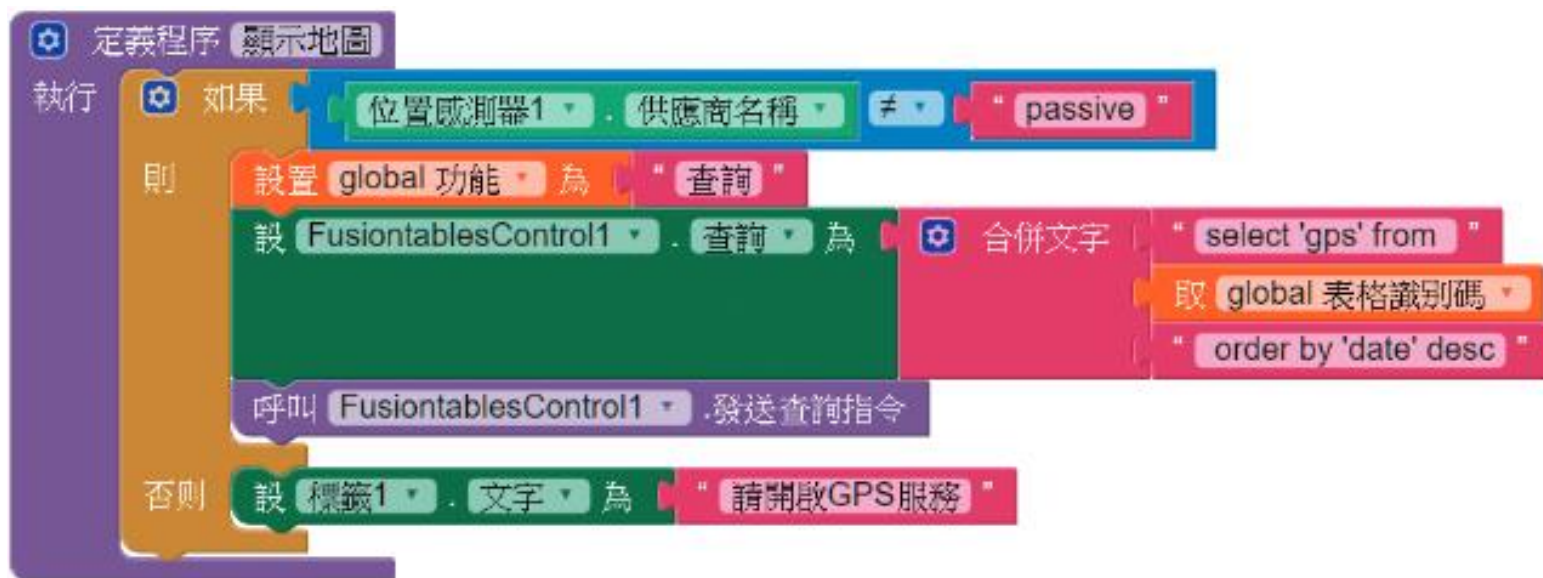 定義程序 顯示地圖
執行 如果 位置感測器1 . 供應商名稱 ≠ " passive "
則 設置 global 功能 為 " 查詢 "
設 FusiontablesControl1 . 查詢 為 合併文字 " select 'gps' from "
取 global 表格識別碼
" order by 'date' desc "
呼叫 FusiontablesControl1 .發送查詢指令
否则 設 標籤1 . 文字 為 " 請開啟GPS服務 "